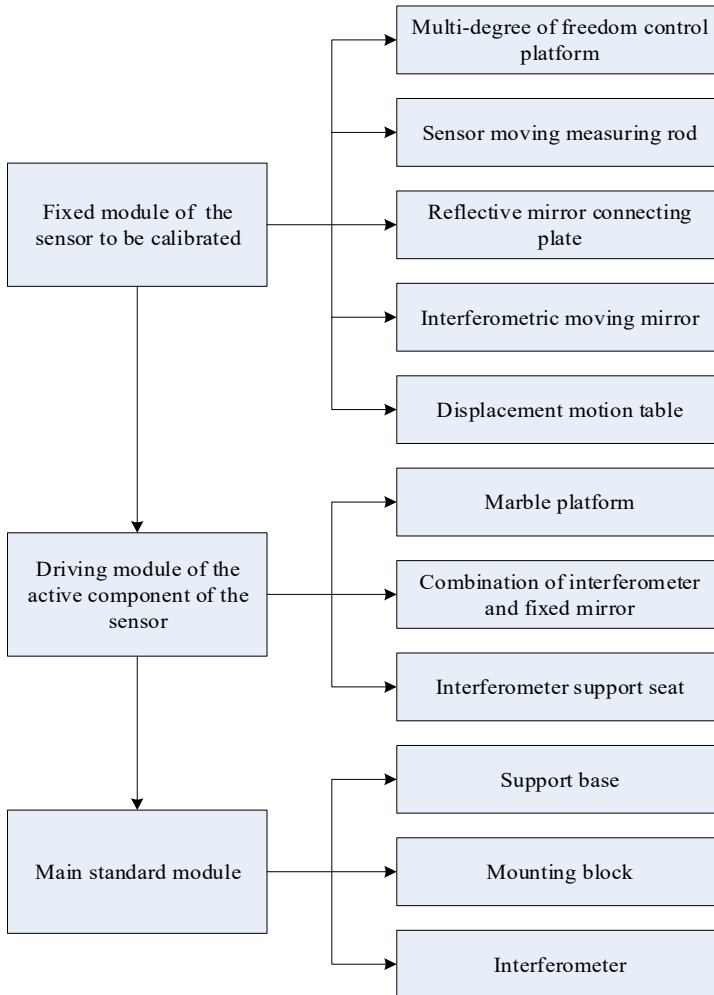 Multi-degree of freedom control
platform
Sensor moving measuring rod
Fixed module of the
sensor to be calibrated
Reflective mirror connecting
plate
Interferometric moving mirror
Displacement motion table
Marble platform
Driving module of the
active component of the
sensor
Combination of interferometer
and fixed mirror
Interferometer support seat
Support base
Main standard module
Mounting block
Interferometer